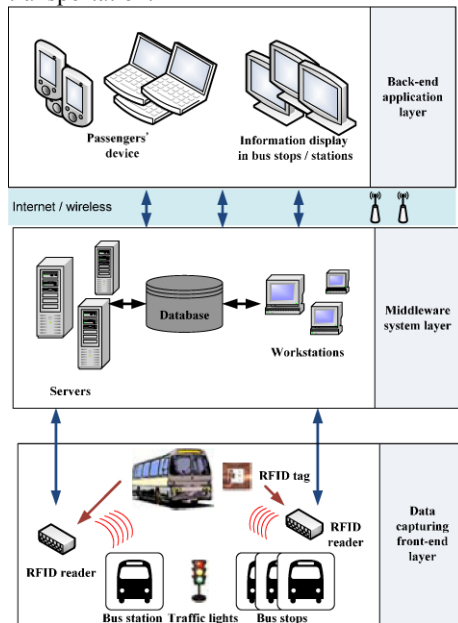 transportation.
Passengers'
device
Information display
in bus stops / stations
Back-end
application
layer
Internet / wireless
Servers
Database
Workstations
Middleware
system layer
RFID tag
RFID reader
RFID
reader
Bus station
Traffic lights
Bus stops
Data
capturing
front-end
layer